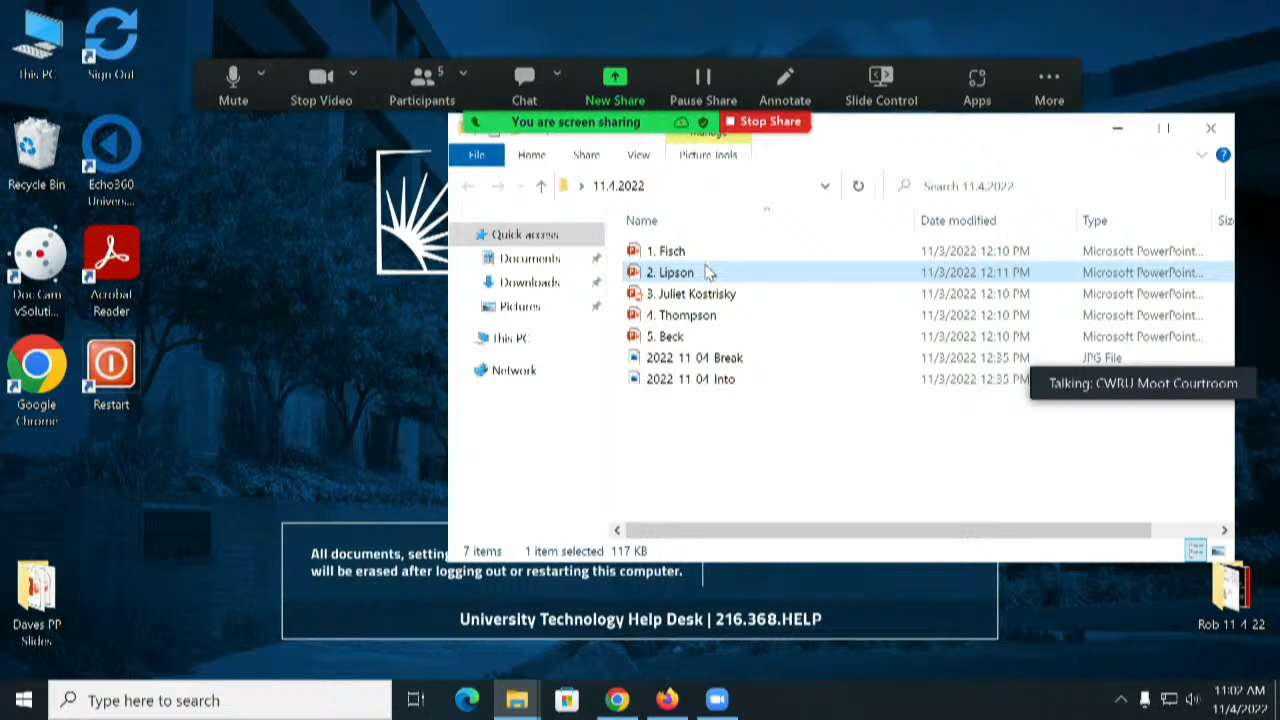 This PC
Sign Out
Recycle Bin
Echo360
Univers...
Doc Cam
vSoluti...
Acrobat
Reader
Google
Chrome
Restart
Daves PP
Slides
Mute
Stop Video
Participants
5
Chat
New Share
Pause Share
Annotate
Slide Control
Apps
More
You are screen sharing
Stop Share
Manage
File
Home
Share
View
Picture Tools
11.4.2022
Search 11.4.2022
Name
Date modified
Type
Siz
Quick access
Documents
Downloads
Pictures
This PC
Network
1. Fisch 11/3/2022 12:10 PM Microsoft PowerPoint...
2. Lipson 11/3/2022 12:11 PM Microsoft PowerPoint...
3. Juliet Kostrisky 11/3/2022 12:10 PM Microsoft PowerPoint...
4. Thompson 11/3/2022 12:10 PM Microsoft PowerPoint...
5. Beck 11/3/2022 12:10 PM Microsoft PowerPoint...
2022 11 04 Break 11/3/2022 12:35 PM JPG File
2022 11 04 Into 11/3/2022 12:35 PM
Talking: CWRU Moot Courtroom
7 items 1 item selected 117 KB
All documents, setting
will be erased after logging out or restarting this computer.
University Technology Help Desk | 216.368.HELP
Rob 11 4 22
Type here to search
11:02 AM
11/4/2022